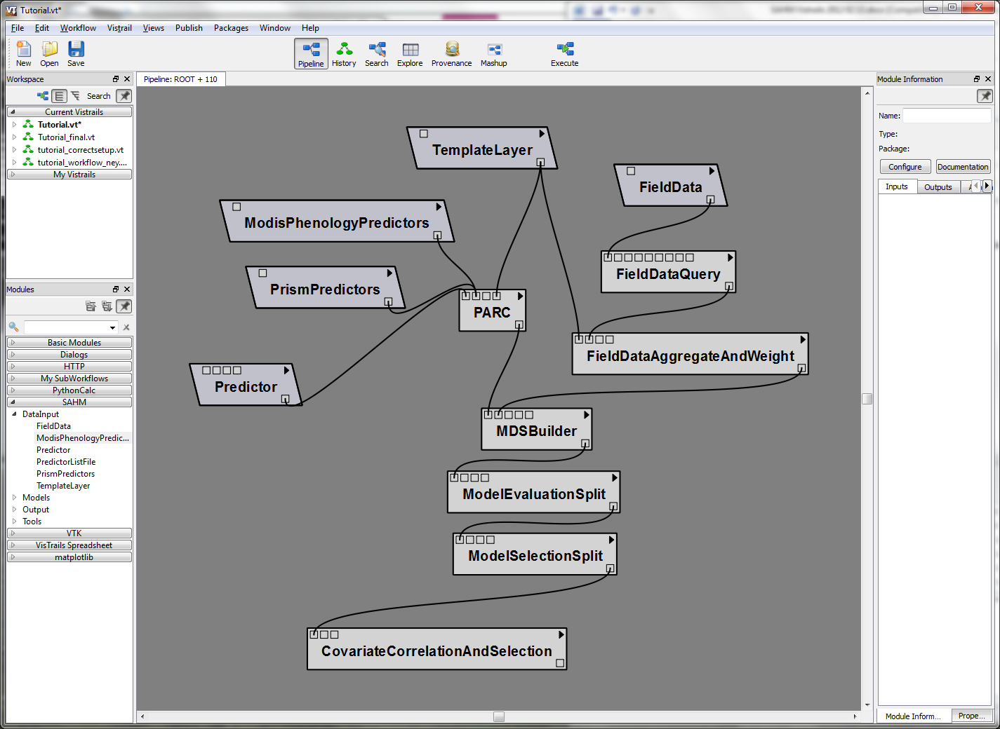 Tutorial.vt*
File Edit Workflow Vistrail Views Publish Packages Window Help
New Open Save Pipeline History Search Explore Provenance Mashup Execute
Workspace
Pipeline: ROOT + 110
Module Information
Search
Current Vistrails
Tutorial.vt*
Tutorial_final.vt
tutorial_correctsetup.vt
tutorial_workflow_ney....
My Vistrails
Name:
Type:
Package:
Configure Documentation
Inputs Outputs
TemplateLayer
FieldData
ModisPhenologyPredictors
FieldDataQuery
PrismPredictors
PARC
FieldDataAggregateAndWeight
Predictor
MDSBuilder
ModelEvaluationSplit
ModelSelectionSplit
CovariateCorrelationAndSelection
Modules
Basic Modules
Dialogs
HTTP
My SubWorkflows
PythonCalc
SAHM
DataInput
FieldData
ModisPhenologyPredic...
Predictor
PredictorListFile
PrismPredictors
TemplateLayer
Models
Output
Tools
VTK
VisTrails Spreadsheet
matplotlib
Module Inform... Prope...